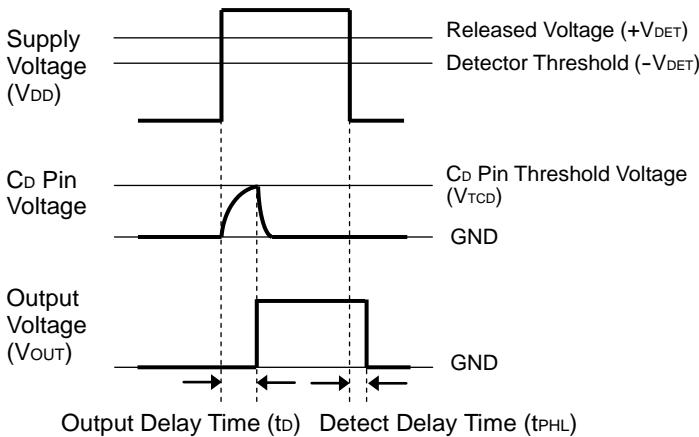 Supply
Voltage
(VDD)
Released Voltage (+VDET)
Detector Threshold (−VDET)
CD Pin
Voltage
CD Pin Threshold Voltage
(VTCD)
GND
Output
Voltage
(VOUT)
GND
Output Delay Time (tD) Detect Delay Time (tPHL)